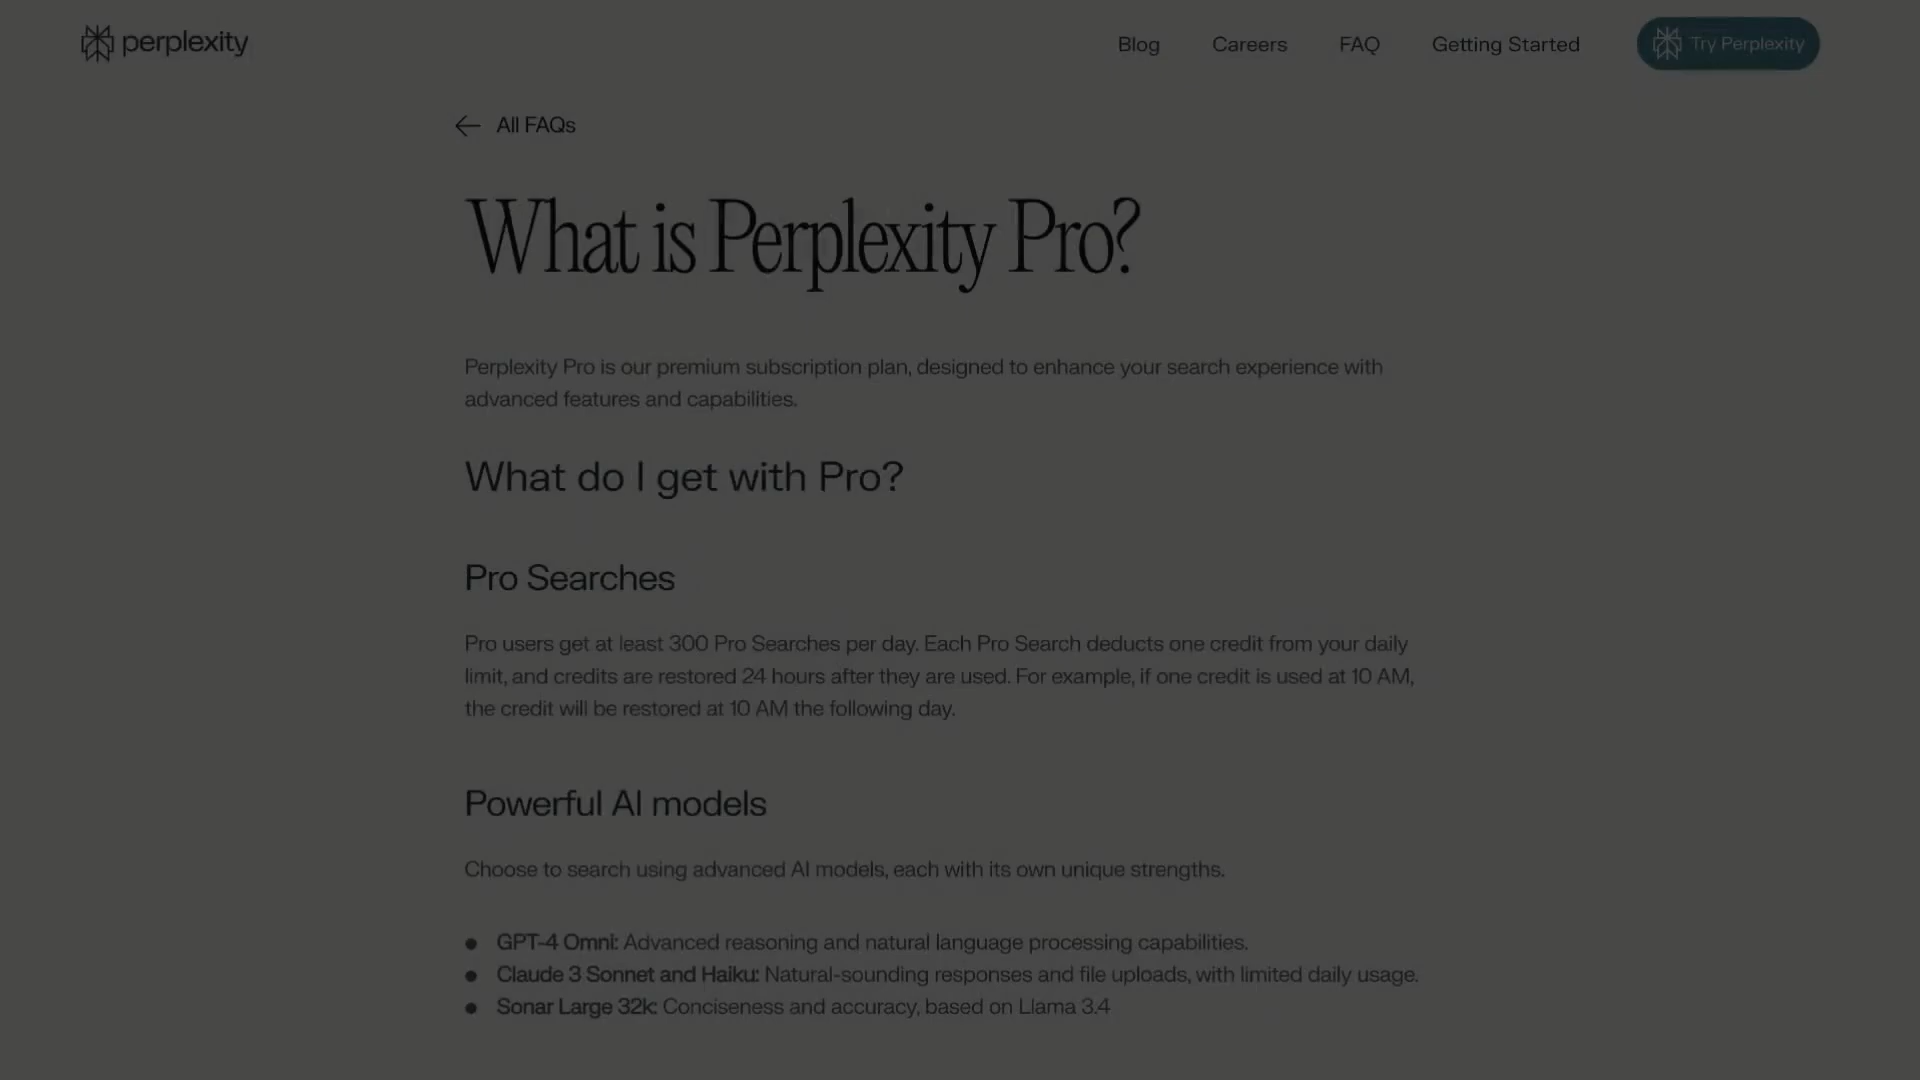 perplexity
Blog
Careers
FAQ
Getting Started
Try Perplexity
All FAQs
What is Perplexity Pro?
Perplexity Pro is our premium subscription plan, designed to enhance your search experience with
advanced features and capabilities.
What do I get with Pro?
Pro Searches
Pro users get at least 300 Pro Searches per day. Each Pro Search deducts one credit from your daily
limit, and credits are restored 24 hours after they are used. For example, if one credit is used at 10 AM,
the credit will be restored at 10 AM the following day.
Powerful AI models
Choose to search using advanced AI models, each with its own unique strengths.
GPT-4 Omni: Advanced reasoning and natural language processing capabilities.
Claude 3 Sonnet and Haiku: Natural-sounding responses and file uploads, with limited daily usage.
Sonar Large 32k: Conciseness and accuracy, based on Llama 3.4